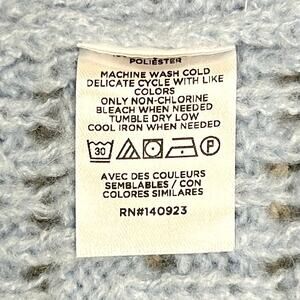 POLIÉSTER
MACHINE WASH COLD
DELICATE CYCLE WITH LIKE
COLORS
ONLY NON-CHLORINE
BLEACH WHEN NEEDED
TUMBLE DRY LOW
COOL IRON WHEN NEEDED
30 P
AVEC DES COULEURS
SEMBLABLES / CON
COLORES SIMILARES
RN#140923